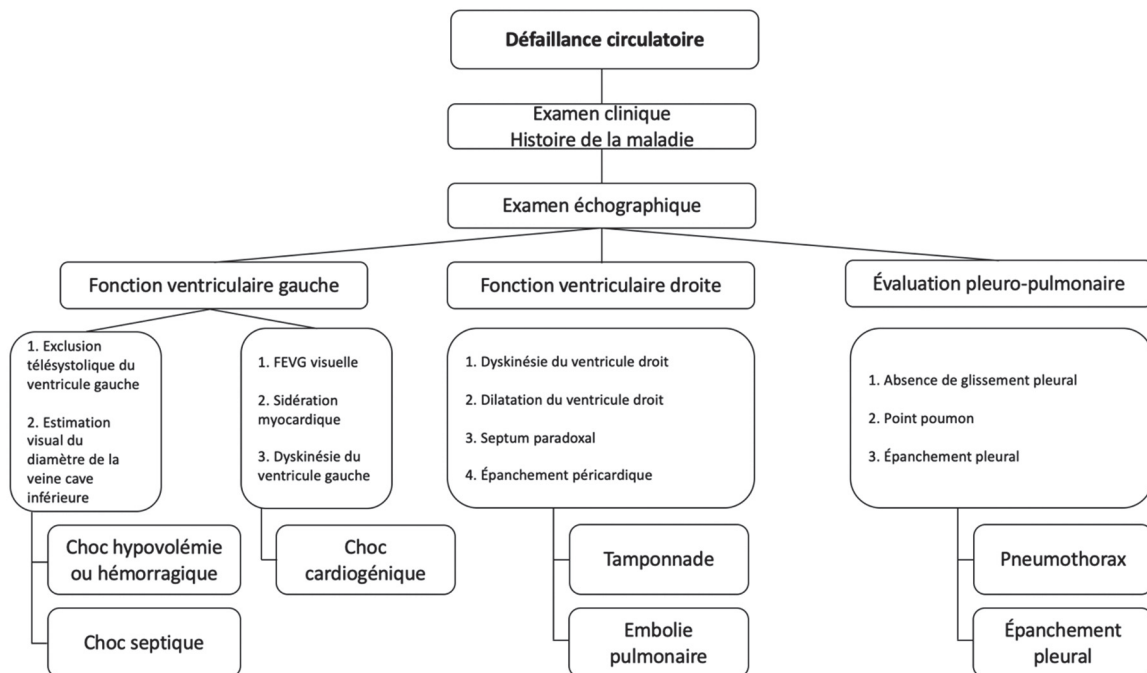 Défaillance circulatoire
Examen clinique
Histoire de la maladie
Examen échographique
Fonction ventriculaire gauche
Fonction ventriculaire droite
Évaluation pleuro-pulmonaire
1. Exclusion
télésystolique du
ventricule gauche
2. Estimation
visual du
diamètre de la
veine cave
inférieure
1. FEVG visuelle
2. Sidération
myocardique
3. Dyskinésie du
ventricule gauche
1. Dyskinésie du ventricule droit
2. Dilatation du ventricule droit
3. Septum paradoxal
4. Épanchement péricardique
1. Absence de glissement pleural
2. Point poumon
3. Épanchement pleural
Choc hypovolémie
ou hémorragique
Choc septique
Choc
cardiogénique
Tamponnade
Embolie
pulmonaire
Pneumothorax
Épanchement
pleural